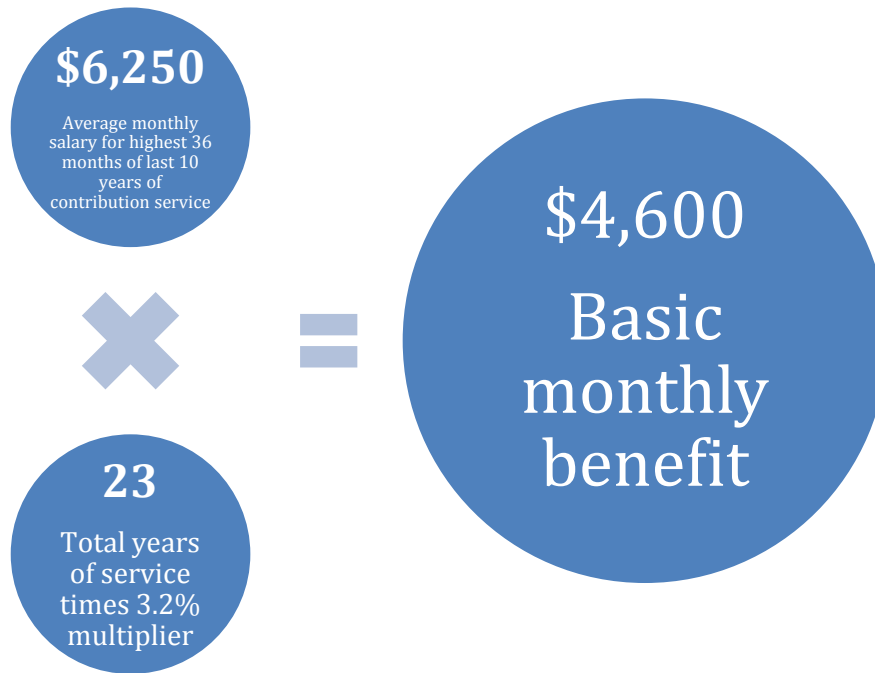 $6,250
Average monthly
salary for highest 36
months of last 10
years of
contribution service
23
Total years
of service
times 3.2%
multiplier
$4,600
Basic
monthly
benefit